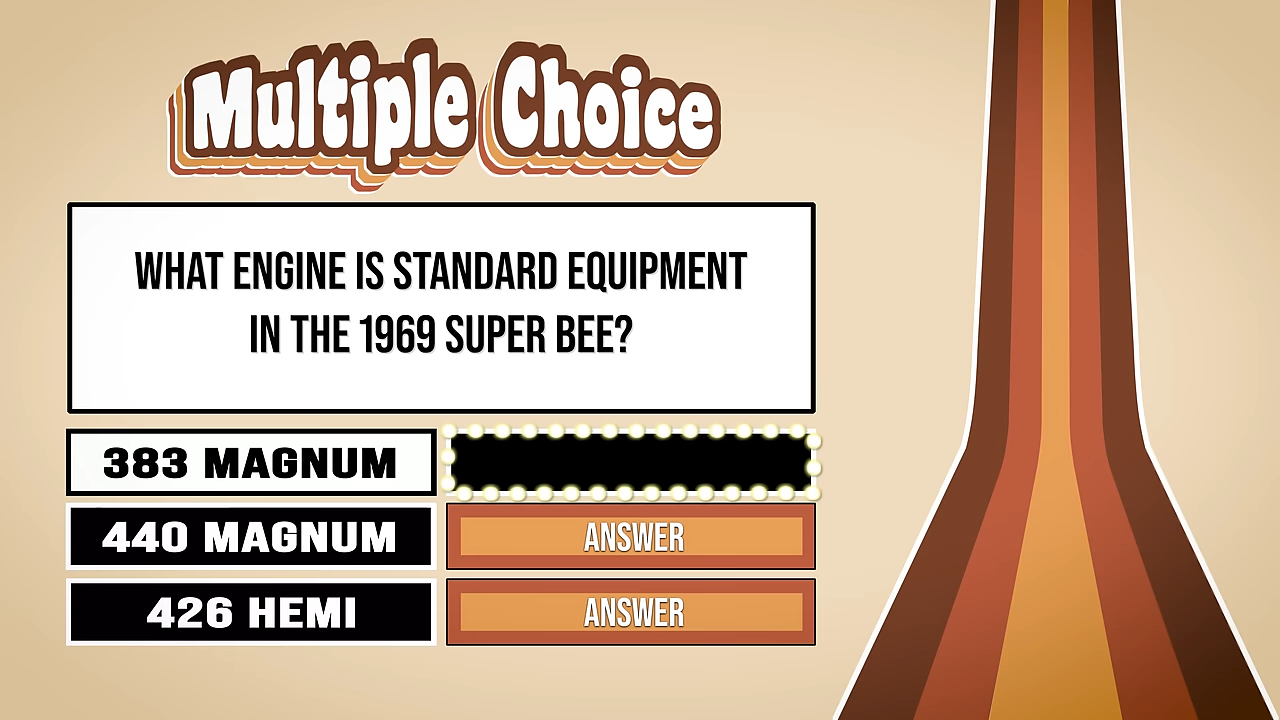 Multiple Choice
WHAT ENGINE IS STANDARD EQUIPMENT
IN THE 1969 SUPER BEE?
383 MAGNUM
440 MAGNUM
ANSWER
426 HEMI
ANSWER